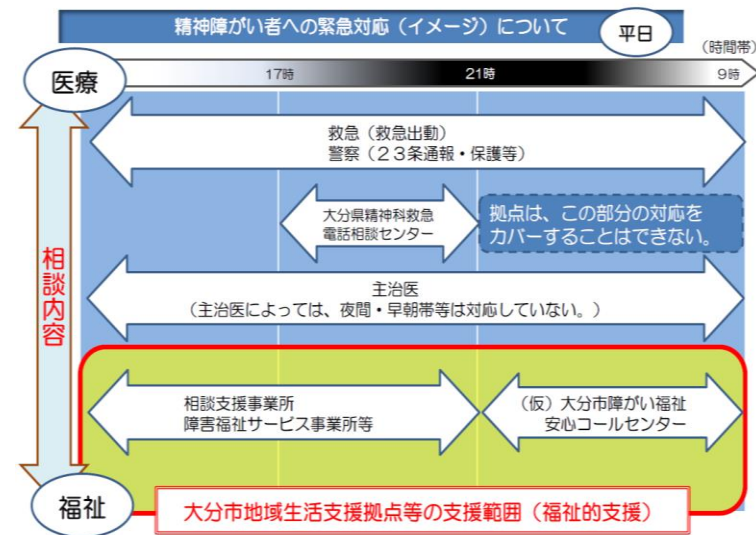 精神障がい者への緊急対応（イメージ）について
平日
（時間帯）
医療
17時
21時
9時
救急（救急出動）
警察（２３条通報・保護等）
大分県精神科救急
電話相談センター
拠点は、この部分の対応を
カバーすることはできない。
相談内容
主治医
（主治医によっては、夜間・早朝帯等は対応していない。）
相談支援事業所
障害福祉サービス事業所等
（仮）大分市障がい福祉
安心コールセンター
福祉
大分市地域生活支援拠点等の支援範囲（福祉的支援）